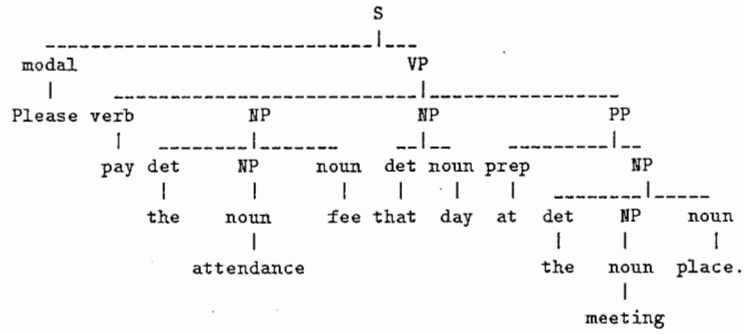 S
modal VP
Please verb NP NP PP
pay det NP noun det noun prep NP
the noun fee that day at det NP noun
attendance the noun place.
meeting